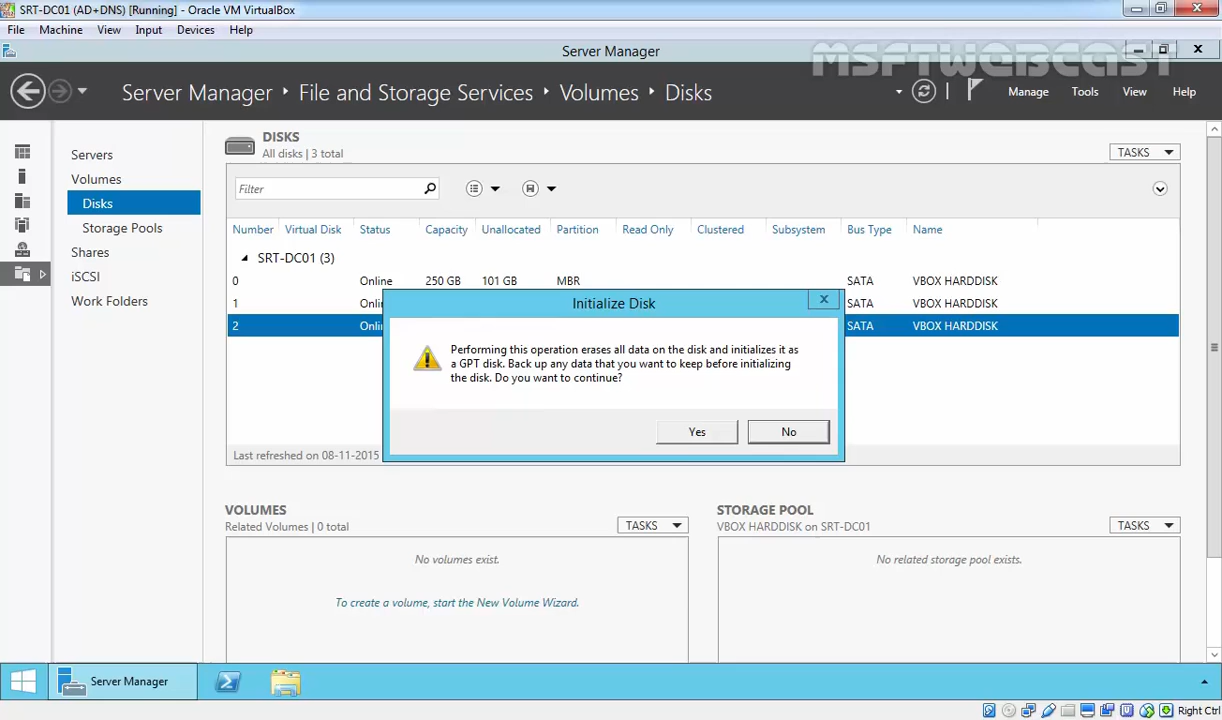 SRT-DC01 (AD+DNS) [Running] - Oracle VM VirtualBox
File Machine View Input Devices Help
Server Manager
MSFTWEBCAST
Server Manager File and Storage Services Volumes Disks
Manage Tools View Help
Servers
Volumes
Disks
Storage Pools
Shares
iSCSI
Work Folders
DISKS
All disks | 3 total
TASKS
Filter
Number Virtual Disk Status Capacity Unallocated Partition Read Only Clustered Subsystem Bus Type Name
SRT-DC01 (3)
0 Online 250 GB 101 GB MBR SATA VBOX HARDDISK
1 SATA VBOX HARDDISK
2 SATA VBOX HARDDISK
Initialize Disk
x
Performing this operation erases all data on the disk and initializes it as
a GPT disk. Back up any data that you want to keep before initializing
the disk. Do you want to continue?
Yes No
Last refreshed on 08-11-2015
VOLUMES
Related Volumes | 0 total
TASKS
No volumes exist.
To create a volume, start the New Volume Wizard.
STORAGE POOL
VBOX HARDDISK on SRT-DC01
TASKS
No related storage pool exists.
Server Manager
Right Ctrl